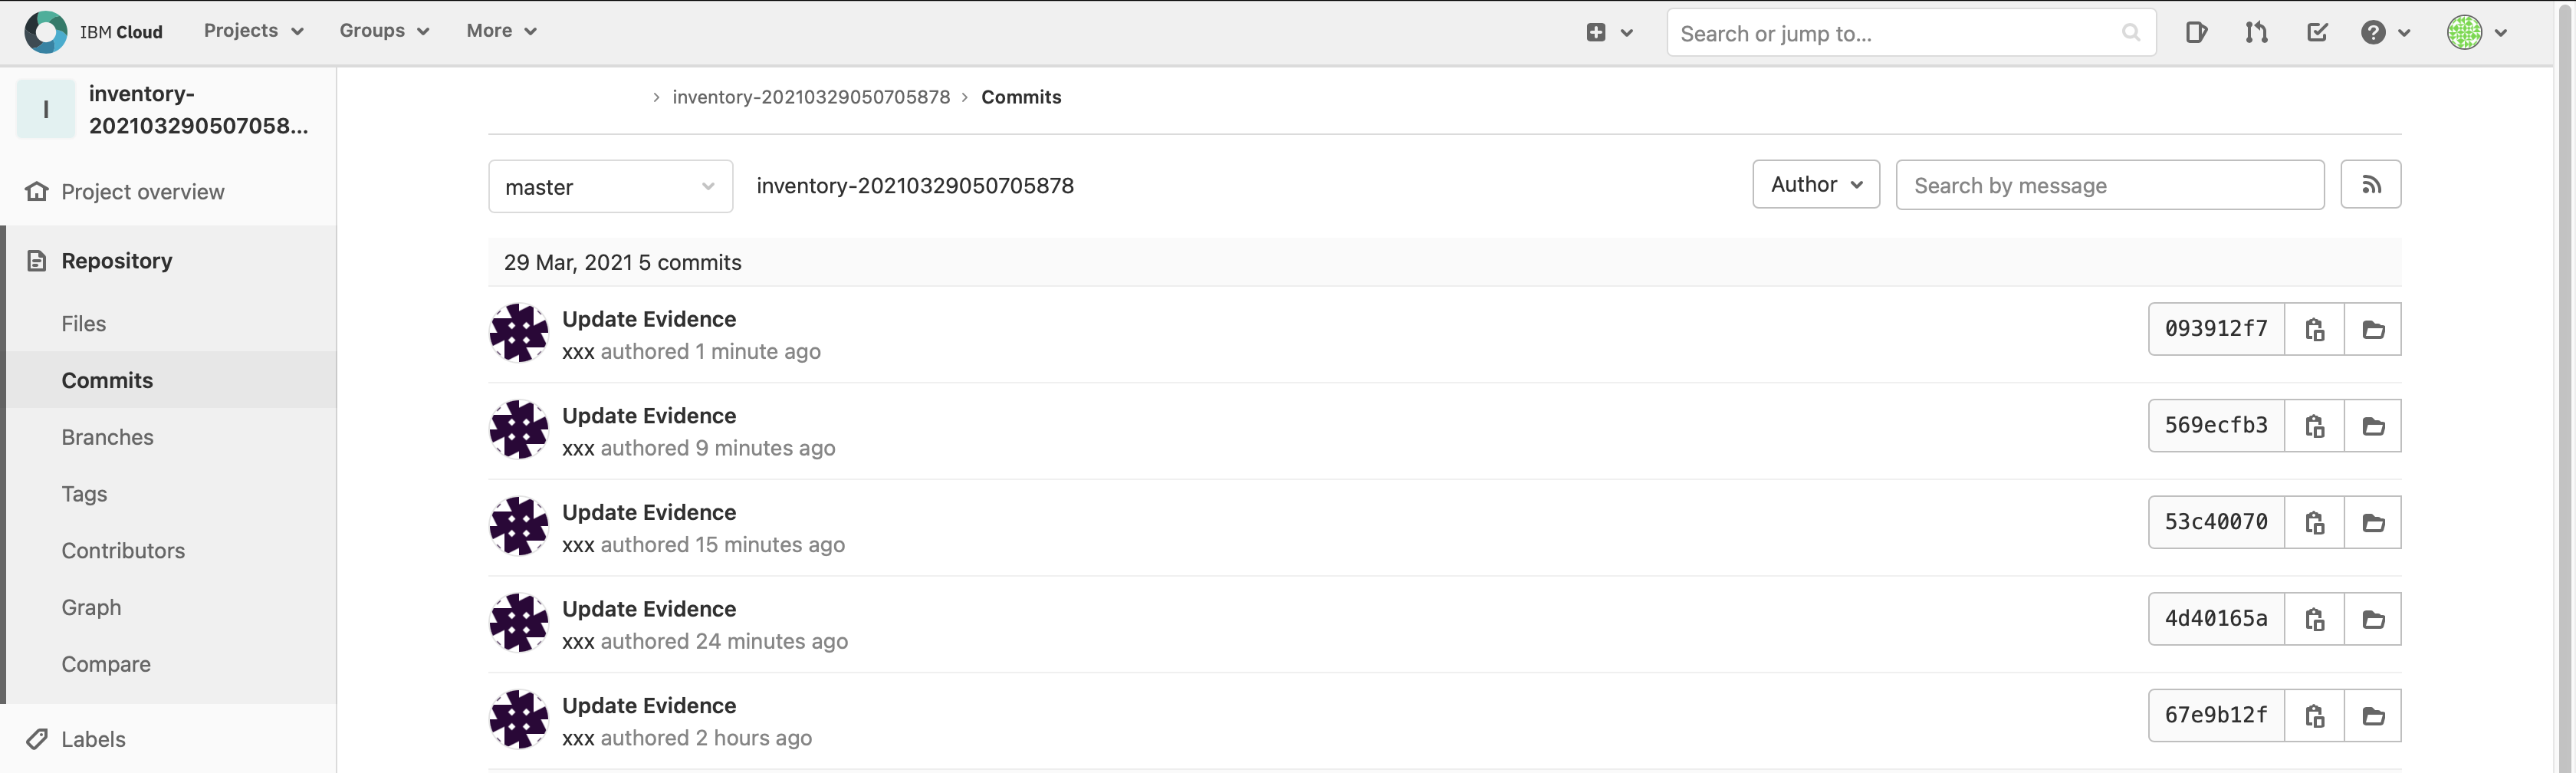 IBM Cloud Projects Groups More Search or jump to...
I inventory-
202103290507058...
Project overview
Repository
Files
Commits
Branches
Tags
Contributors
Graph
Compare
Labels
› inventory-20210329050705878 › Commits
master inventory-20210329050705878 Author Search by message
29 Mar, 2021 5 commits
Update Evidence
xxx authored 1 minute ago
093912f7
Update Evidence
xxx authored 9 minutes ago
569ecfb3
Update Evidence
xxx authored 15 minutes ago
53c40070
Update Evidence
xxx authored 24 minutes ago
4d40165a
Update Evidence
xxx authored 2 hours ago
67e9b12f